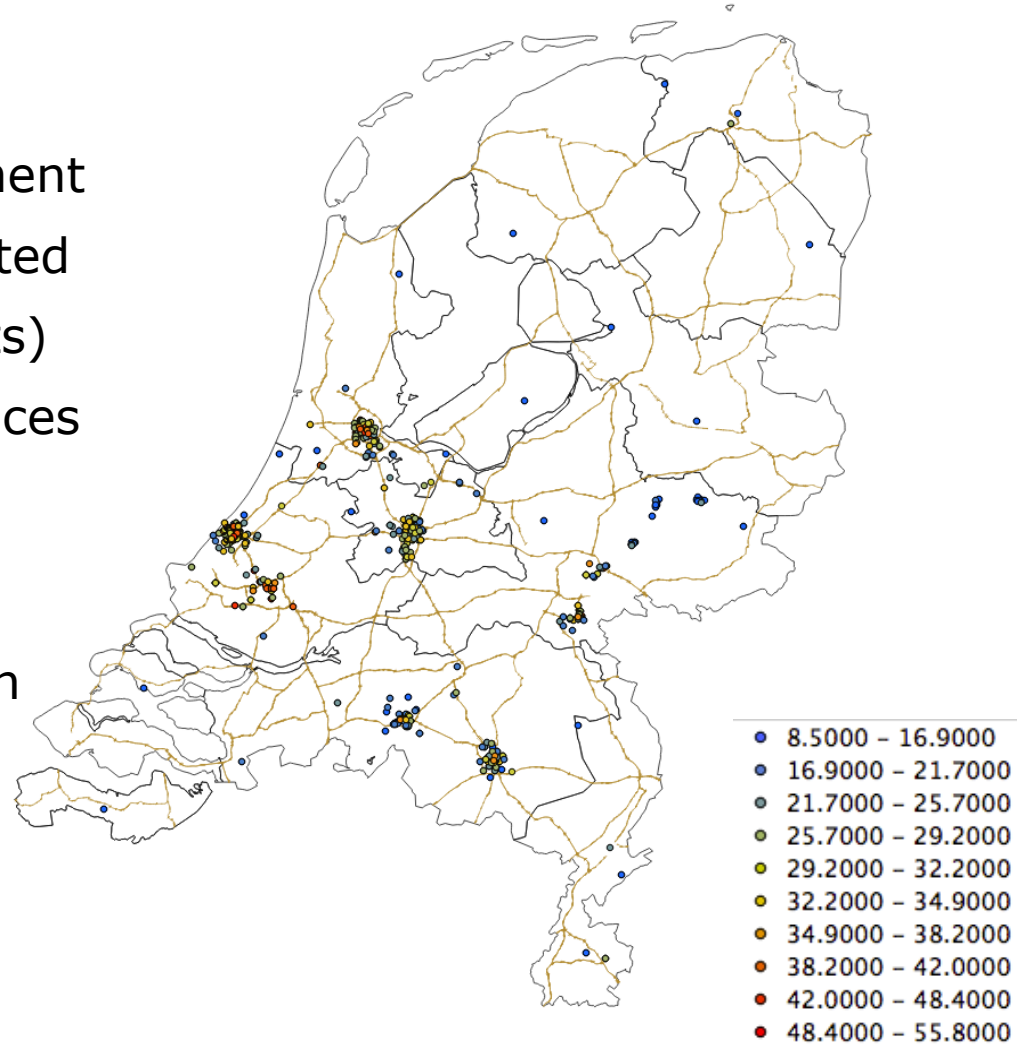 nent
ted
s)
ces
n
8.5000 – 16.9000
16.9000 – 21.7000
21.7000 – 25.7000
25.7000 – 29.2000
29.2000 – 32.2000
32.2000 – 34.9000
34.9000 – 38.2000
38.2000 – 42.0000
42.0000 – 48.4000
48.4000 – 55.8000